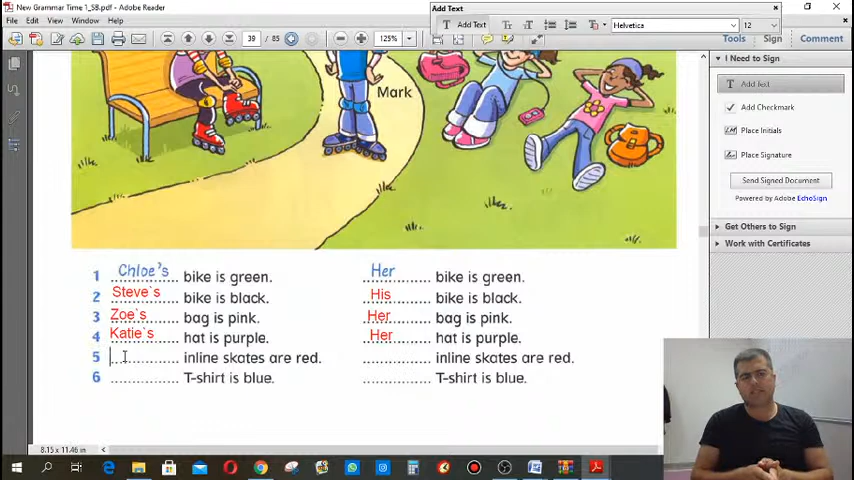 New Grammar Time 1_SB.pdf - Adobe Reader
File Edit View Window Help
Add Text
Add Text
Helvetica
12
39 / 85
125%
Tools
Sign
Comment
I Need to Sign
Add Text
Add Checkmark
Place Initials
Place Signature
Send Signed Document
Powered by Adobe EchoSign
Get Others to Sign
Work with Certificates
Mark
1 Chloe's bike is green. Her bike is green.
2 Steve`s bike is black. His bike is black.
3 Zoe`s bag is pink. Her bag is pink.
4 Katie`s hat is purple. Her hat is purple.
5 .................. inline skates are red. .................. inline skates are red.
6 .................. T-shirt is blue. .................. T-shirt is blue.
8.15 x 11.46 in